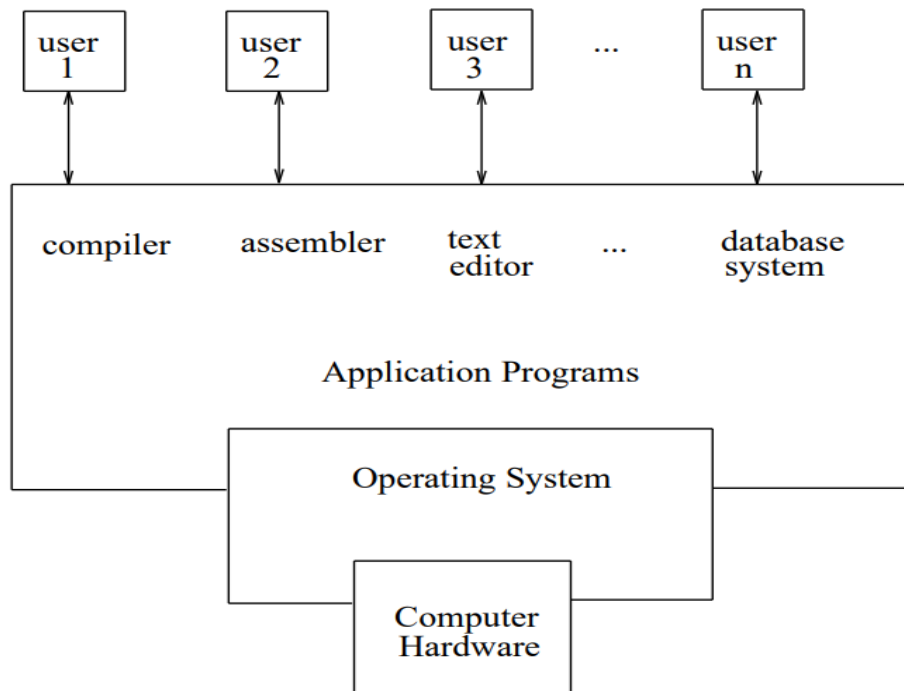 user user user ... user
1 2 3 n
compiler assembler text ... database
editor system
Application Programs
Operating System
Computer
Hardware